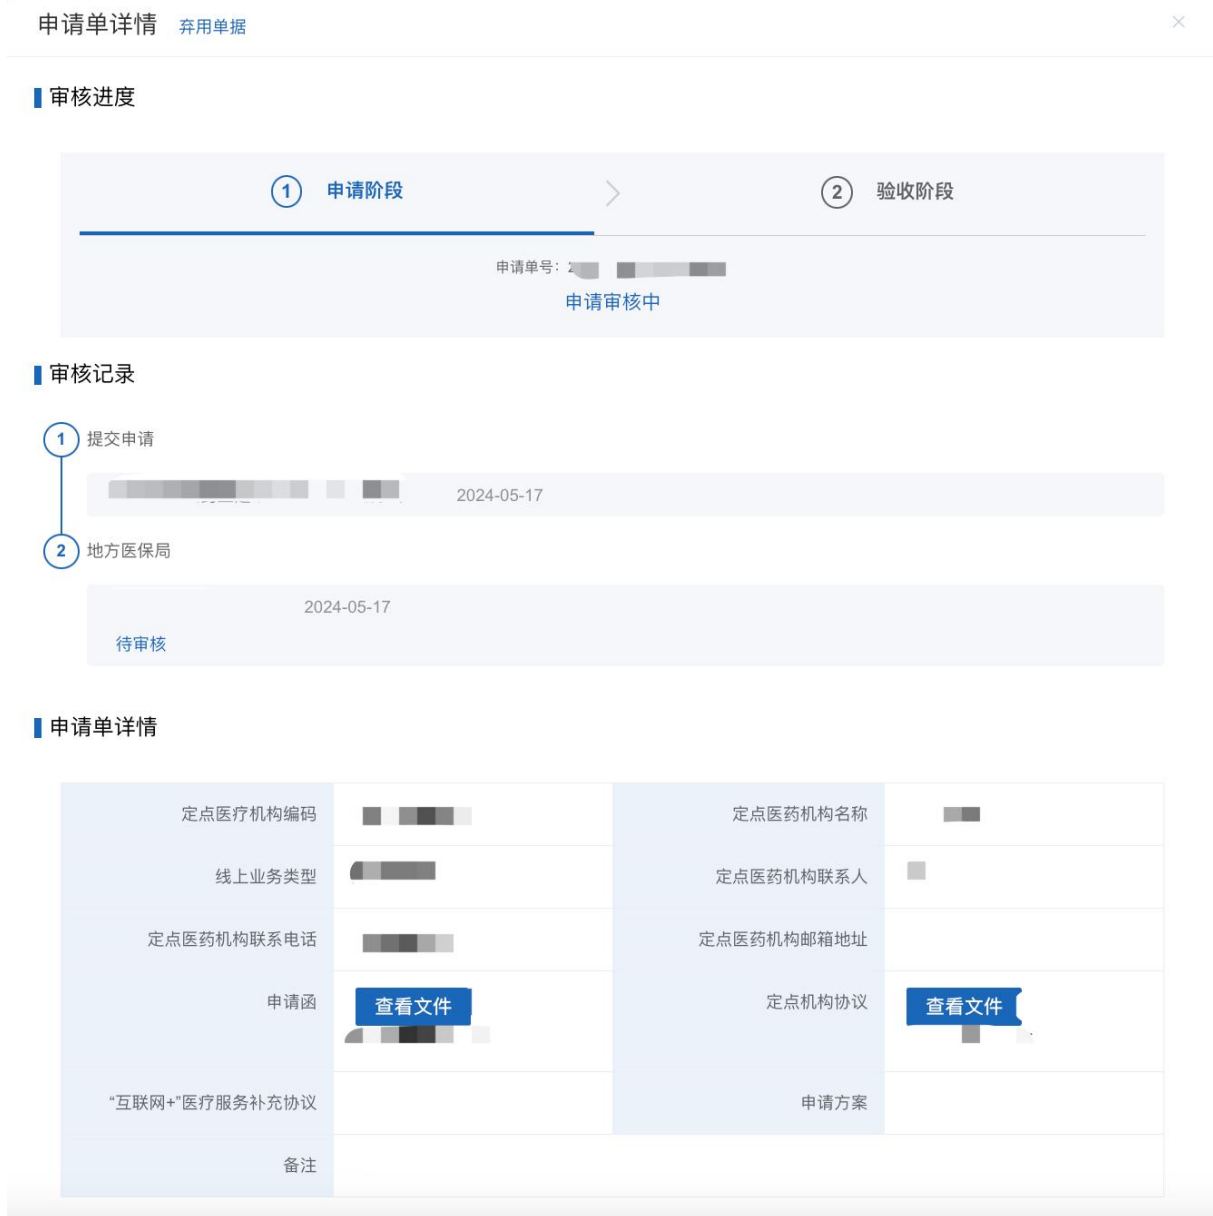 申请单详情 弃用单据
审核进度
1 申请阶段 2 验收阶段
申请单号：
申请审核中
审核记录
1 提交申请
2024-05-17
2 地方医保局
2024-05-17
待审核
申请单详情
定点医疗机构编码 定点医药机构名称
线上业务类型 定点医药机构联系人
定点医药机构联系电话 定点医药机构邮箱地址
申请函 查看文件 定点机构协议 查看文件
“互联网+”医疗服务补充协议 申请方案
备注